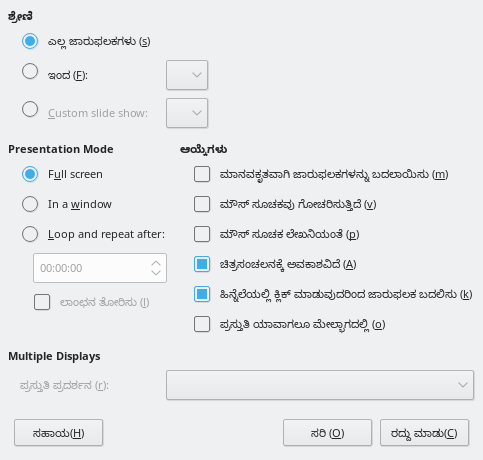 ಶ್ರೇಣಿ
ಎಲ್ಲ ಜಾರುಫಲಕಗಳು (s)
ಇಂದ (F):
Custom slide show:
Presentation Mode
ಆಯ್ಕೆಗಳು
Full screen
ಮಾನವಕೃತವಾಗಿ ಜಾರುಫಲಕಗಳನ್ನು ಬದಲಾಯಿಸು (m)
In a window
ಮೌಸ್ ಸೂಚಕವು ಗೋಚರಿಸುತ್ತಿದೆ (v)
Loop and repeat after:
ಮೌಸ್ ಸೂಚಕ ಲೇಖನಿಯಂತೆ (p)
00:00:00
ಚಿತ್ರಸಂಚಲನಕ್ಕೆ ಅವಕಾಶವಿದೆ (A)
ಲಾಂಛನ ತೋರಿಸು (l)
ಹಿನ್ನೆಲೆಯಲ್ಲಿ ಕ್ಲಿಕ್ ಮಾಡುವುದರಿಂದ ಜಾರುಫಲಕ ಬದಲಿಸು (k)
ಪ್ರಸ್ತುತಿ ಯಾವಾಗಲೂ ಮೇಲ್ಭಾಗದಲ್ಲಿ (o)
Multiple Displays
ಪ್ರಸ್ತುತಿ ಪ್ರದರ್ಶನ (r):
ಸಹಾಯ(H)
ಸರಿ (O)
ರದ್ದು ಮಾಡು(C)